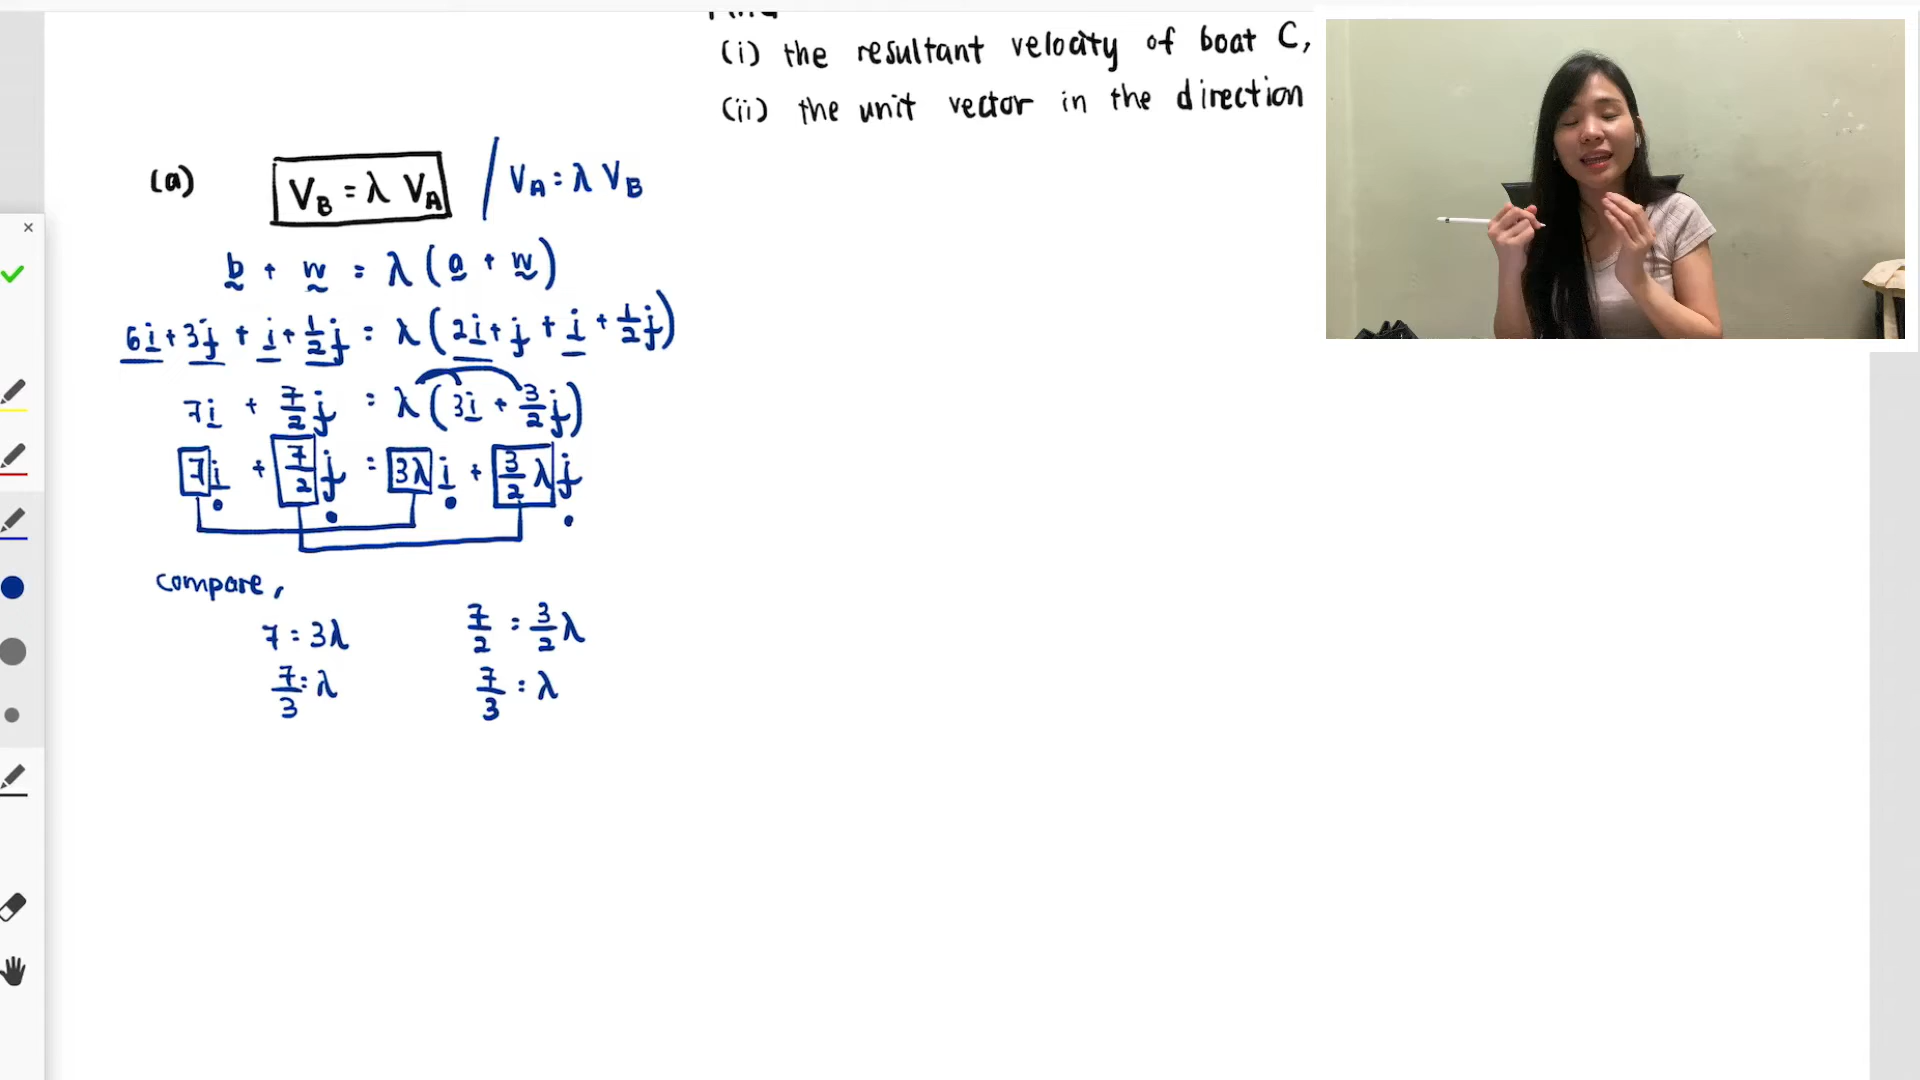 (i) the resultant velocity of boat C,
(ii) the unit vector in the direction
(a) V_B = λ V_A / V_A = λ V_B
b + w = λ (a + w)
6i + 3j + i + 1/2 j = λ (2i + j + i + 1/2 j)
7i + 7/2 j = λ (3i + 3/2 j)
7i + 7/2 j = 3λ i + 3/2 λ j
compare,
7 = 3λ 7/2 = 3/2 λ
7/3 = λ 7/3 = λ